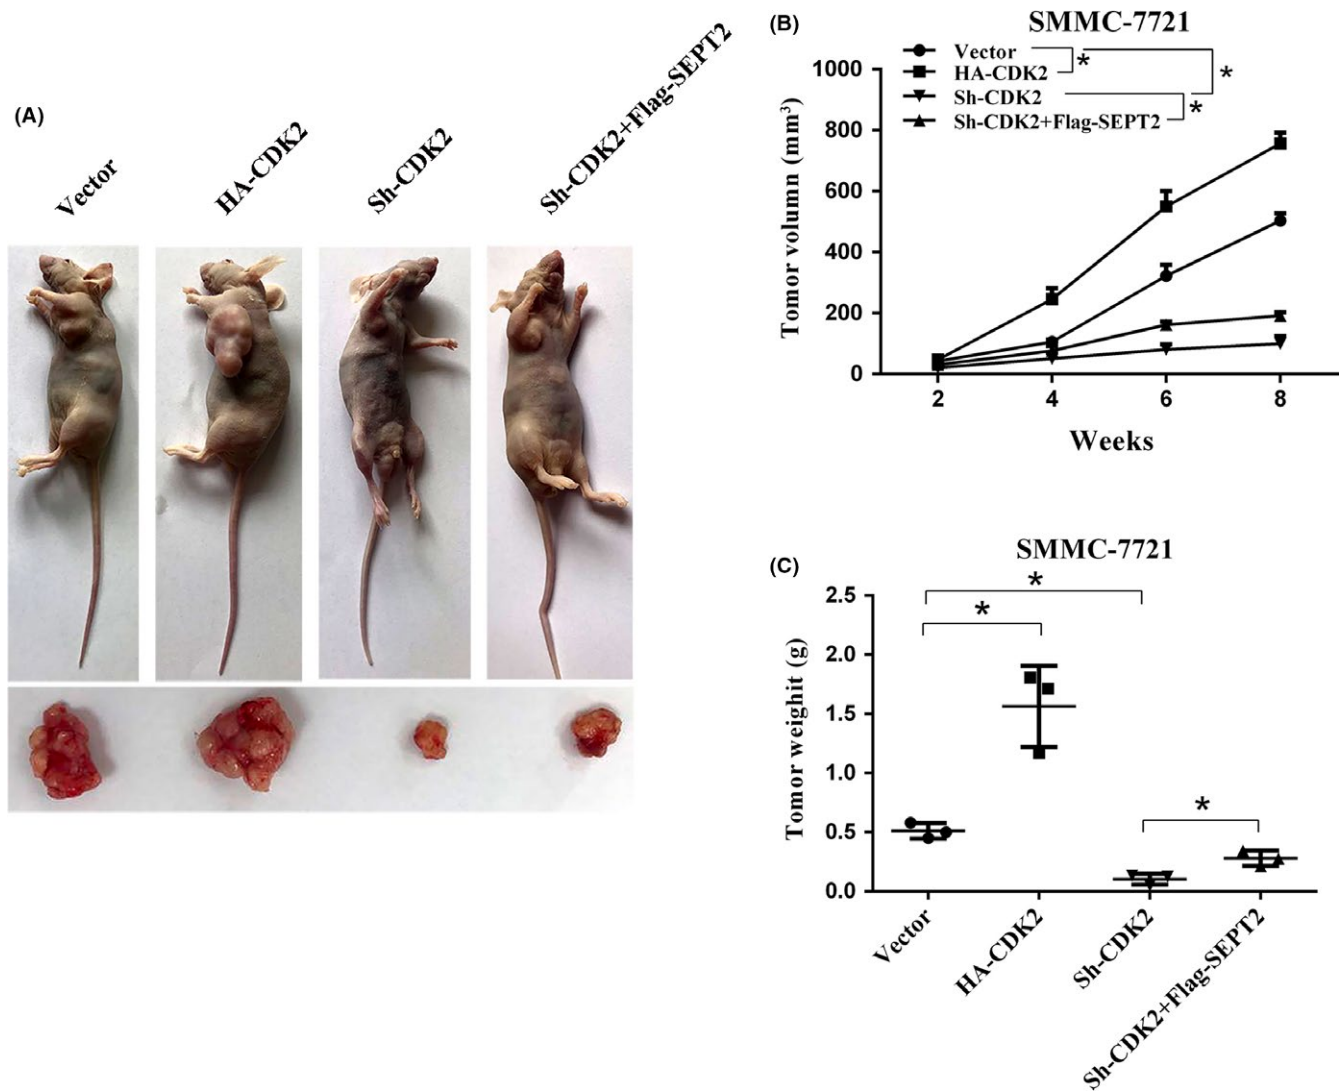 (A)
Vector
HA-CDK2
Sh-CDK2
Sh-CDK2+Flag-SEPT2
(B)
SMMC-7721
Vector
HA-CDK2
Sh-CDK2
Sh-CDK2+Flag-SEPT2
*
*
*
Tomor volumn (mm³)
1000
800
600
400
200
0
2 4 6 8
Weeks
(C)
SMMC-7721
*
*
*
Tomor weighit (g)
2.5
2.0
1.5
1.0
0.5
0.0
Vector
HA-CDK2
Sh-CDK2
Sh-CDK2+Flag-SEPT2